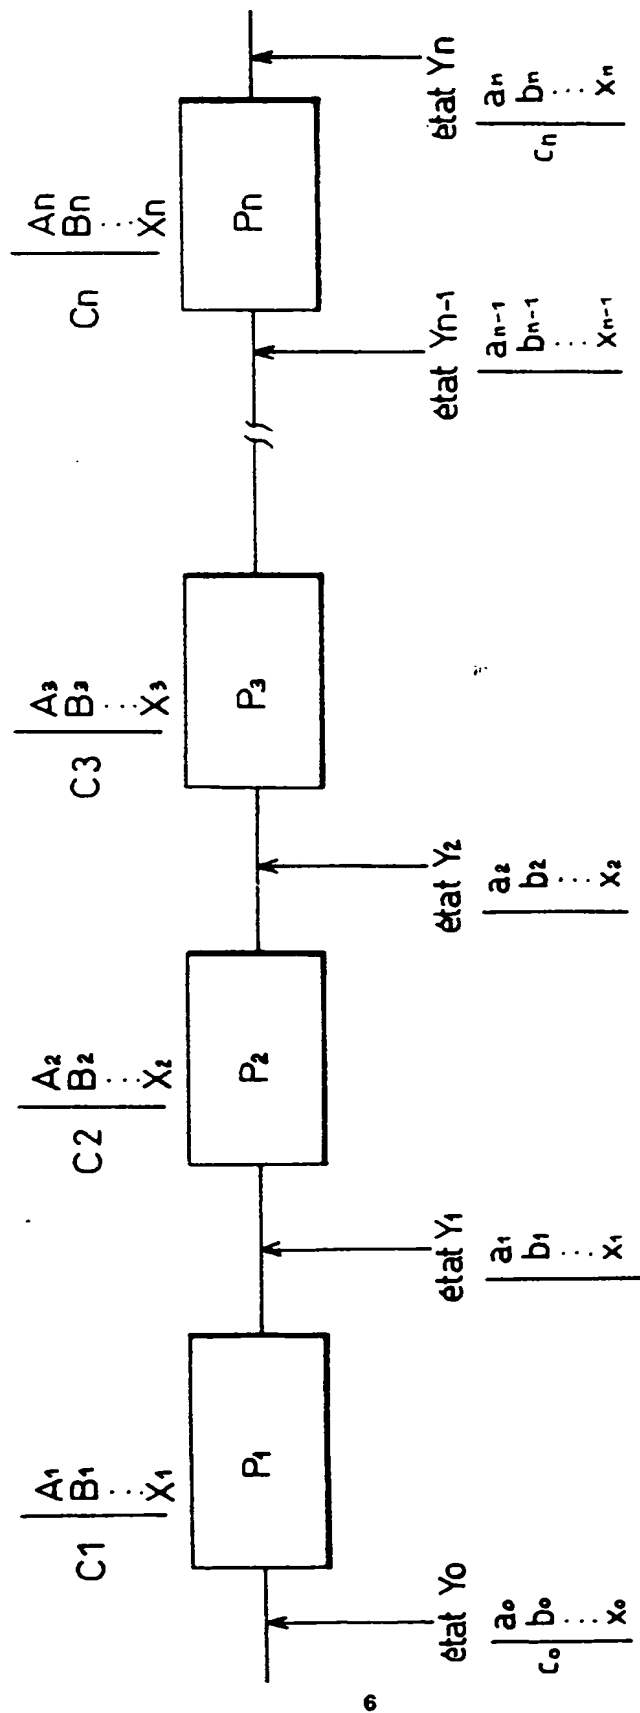 C1
A1
B1
...
X1
C2
A2
B2
...
X2
C3
A3
B3
...
X3
Cn
An
Bn
...
Xn
P1
P2
P3
Pn
état Y0
c0
a0
b0
...
x0
état Y1
a1
b1
...
x1
état Y2
a2
b2
...
x2
état Yn-1
an-1
bn-1
...
xn-1
état Yn
cn
an
bn
...
xn
6